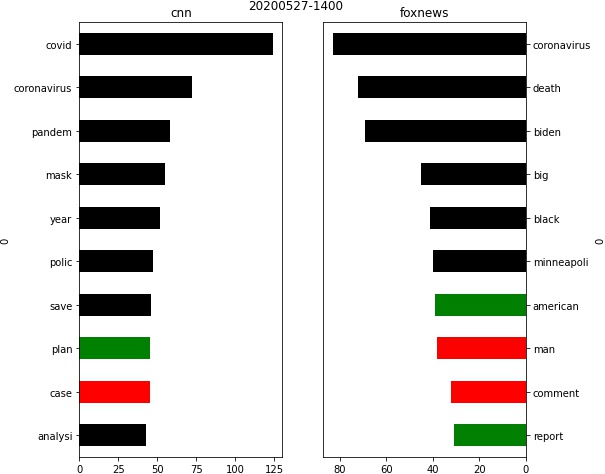 20200527-1400
cnn
foxnews
covid
coronavirus
pandem
mask
year
polic
save
plan
case
analysi
0
0 25 50 75 100 125
coronavirus
death
biden
big
black
minneapoli
american
man
comment
report
0
80 60 40 20 0